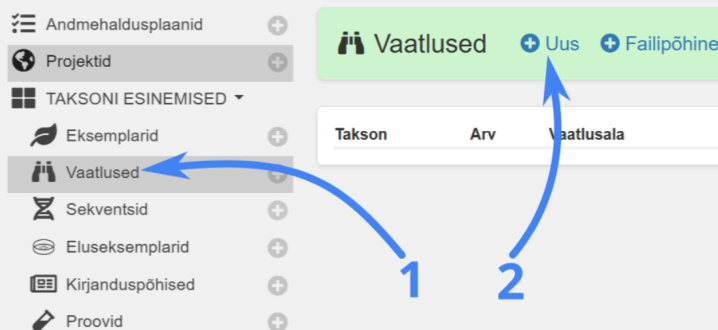 Andmehaldusplaanid
Projektid
TAKSONI ESINEMISED
Eksemplarid
Vaatlused
Sekventsid
Eluseksemplarid
Kirjanduspõhised
Proovid
Vaatlused Uus Failipõhine
Takson Arv Vaatlusala
1 2